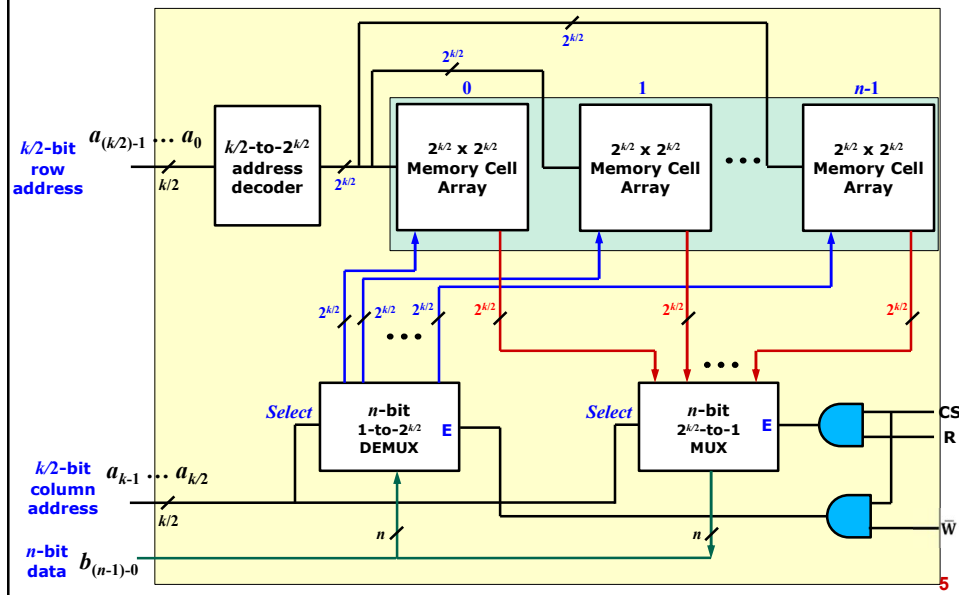 2^{k/2}
2^{k/2}
0
1
n-1
k/2-bit
row
address
a_{(k/2)-1} ••• a_0
k/2
k/2-to-2^{k/2}
address
decoder
2^{k/2}
2^{k/2} x 2^{k/2}
Memory Cell
Array
2^{k/2} x 2^{k/2}
Memory Cell
Array
•••
2^{k/2} x 2^{k/2}
Memory Cell
Array
2^{k/2}
2^{k/2}
2^{k/2}
2^{k/2}
2^{k/2}
2^{k/2}
•••
•••
Select
n-bit
1-to-2^{k/2}
DEMUX
E
Select
n-bit
2^{k/2}-to-1
MUX
E
CS
R
k/2-bit
column
address
a_{k-1} ••• a_{k/2}
k/2
W̅
n
n
n-bit
data
b_{(n-1)-0}
5